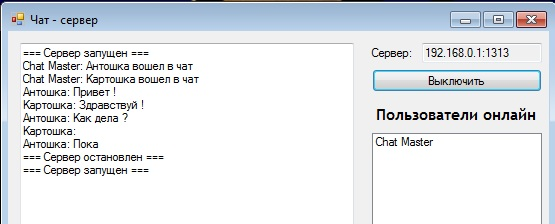 Чат - сервер
=== Сервер запущен ===
Chat Master: Антошка вошел в чат
Chat Master: Картошка вошел в чат
Антошка: Привет !
Картошка: Здравствуй !
Антошка: Как дела ?
Картошка:
Антошка: Пока
=== Сервер остановлен ===
=== Сервер запущен ===
Сервер: 192.168.0.1:1313
Выключить
Пользователи онлайн
Chat Master